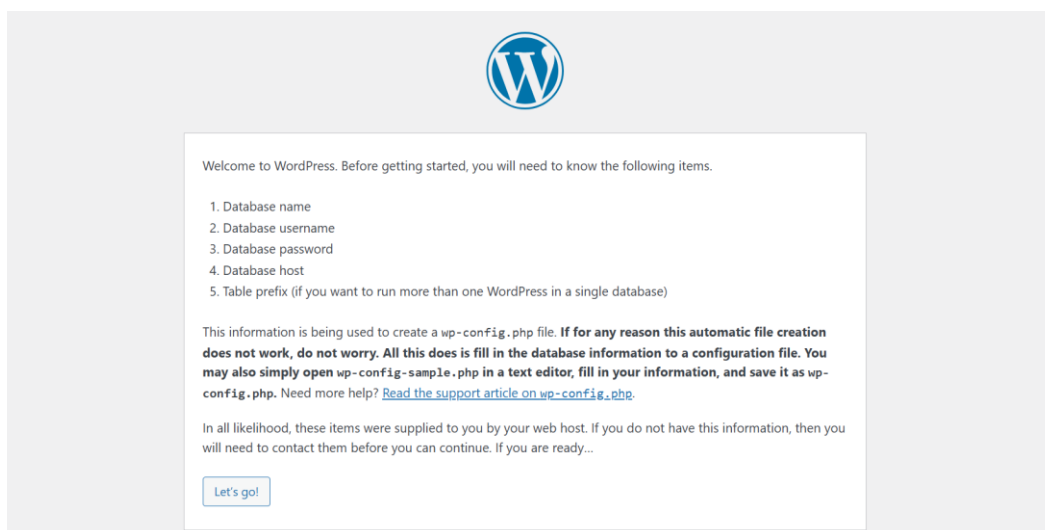 Welcome to WordPress. Before getting started, you will need to know the following items.
1. Database name
2. Database username
3. Database password
4. Database host
5. Table prefix (if you want to run more than one WordPress in a single database)
This information is being used to create a wp-config.php file. If for any reason this automatic file creation
does not work, do not worry. All this does is fill in the database information to a configuration file. You
may also simply open wp-config-sample.php in a text editor, fill in your information, and save it as wp-
config.php. Need more help? Read the support article on wp-config.php.
In all likelihood, these items were supplied to you by your web host. If you do not have this information, then you
will need to contact them before you can continue. If you are ready…
Let's go!